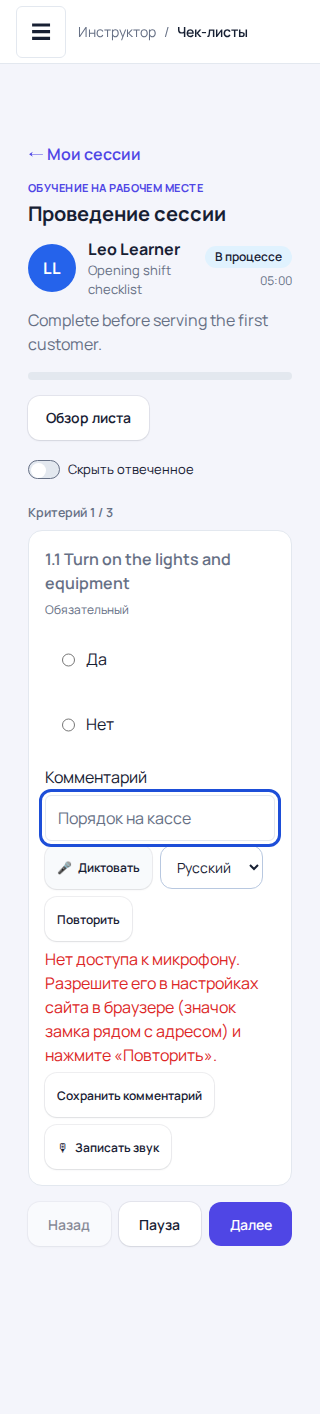 Инструктор / Чек-листы
← Мои сессии
ОБУЧЕНИЕ НА РАБОЧЕМ МЕСТЕ
Проведение сессии
LL
Leo Learner
Opening shift
checklist
В процессе
05:00
Complete before serving the first
customer.
Обзор листа
Скрыть отвеченное
Критерий 1 / 3
1.1 Turn on the lights and
equipment
Обязательный
Да
Нет
Комментарий
Порядок на кассе
🎤 Диктовать
Русский
Повторить
Нет доступа к микрофону.
Разрешите его в настройках
сайта в браузере (значок
замка рядом с адресом) и
нажмите «Повторить».
Сохранить комментарий
🎙 Записать звук
Назад
Пауза
Далее